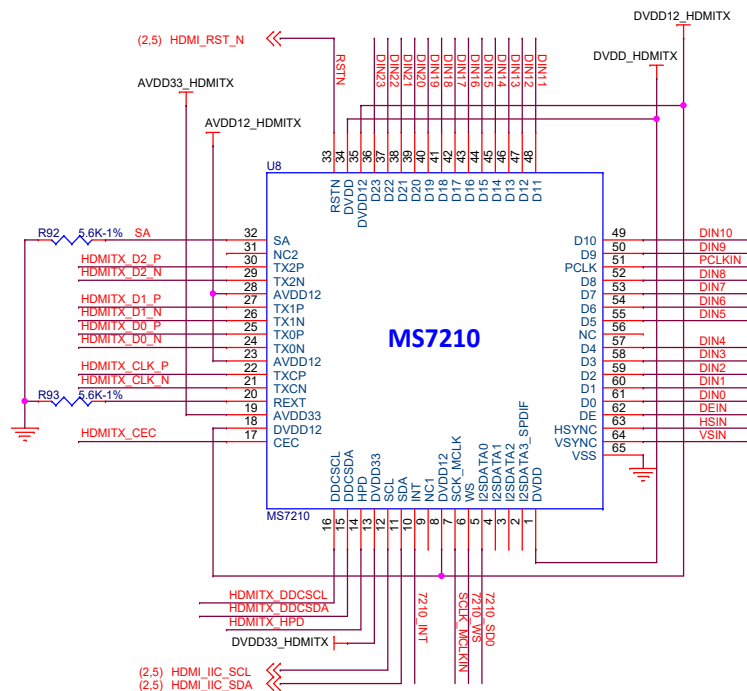 DVDD12_HDMITX
(2,5) HDMI_RST_N
DVDD_HDMITX
AVDD33_HDMITX
AVDD12_HDMITX
RSTN
DIN23
DIN22
DIN21
DIN20
DIN19
DIN18
DIN17
DIN16
DIN15
DIN14
DIN13
DIN12
DIN11
33 34 35 36 37 38 39 40 41 42 43 44 45 46 47 48
U8
RSTN
DVDD
DVDD12
D23
D22
D21
D20
D19
D18
D17
D16
D15
D14
D13
D12
D11
R92 5.6K-1% SA 32 SA
31 NC2
HDMITX_D2_P 30 TX2P
HDMITX_D2_N 29 TX2N
28 AVDD12
HDMITX_D1_P 27 TX1P
HDMITX_D1_N 26 TX1N
HDMITX_D0_P 25 TX0P
HDMITX_D0_N 24 TX0N
23 AVDD12
HDMITX_CLK_P 22 TXCP
HDMITX_CLK_N 21 TXCN
R93 5.6K-1% 20 REXT
19 AVDD33
18 DVDD12
HDMITX_CEC 17 CEC
MS7210
D10 49 DIN10
D9 50 DIN9
PCLK 51 PCLKIN
D8 52 DIN8
D7 53 DIN7
D6 54 DIN6
D5 55 DIN5
NC 56
D4 57 DIN4
D3 58 DIN3
D2 59 DIN2
D1 60 DIN1
D0 61 DIN0
DE 62 DEIN
HSYNC 63 HSIN
VSYNC 64 VSIN
VSS 65
DDCSCL
DDCSDA
HPD
DVDD33
SCL
SDA
INT
NC1
DVDD12
SCK_MCLK
WS
I2SDATA0
I2SDATA1
I2SDATA2
I2SDATA3_SPDIF
DVDD
MS7210
16 15 14 13 12 11 10 9 8 7 6 5 4 3 2 1
HDMITX_DDCSCL
HDMITX_DDCSDA
HDMITX_HPD
DVDD33_HDMITX
(2,5) HDMI_IIC_SCL
(2,5) HDMI_IIC_SDA
7210_INT
SCLK_MCLKIN
7210_WS
7210_SD0